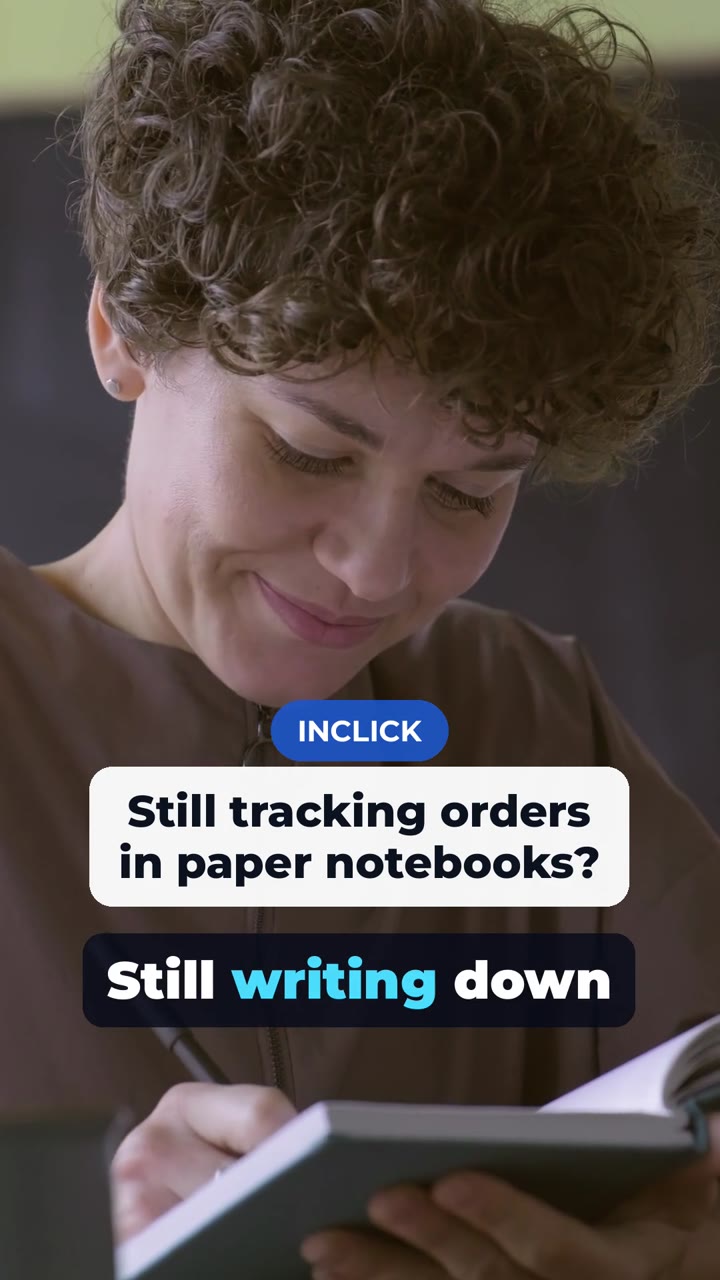 INCLICK
Still tracking orders
in paper notebooks?
Still writing down